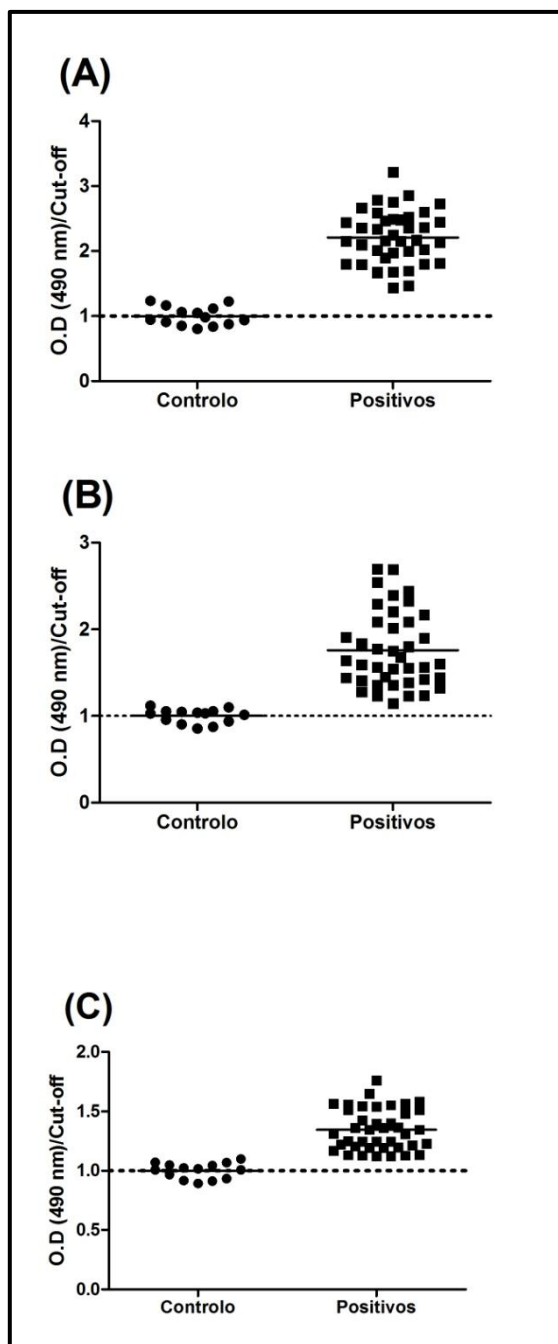 (A)
O.D (490 nm)/Cut-off
4
3
2
1
0
Controlo Positivos
(B)
O.D (490 nm)/Cut-off
3
2
1
0
Controlo Positivos
(C)
O.D (490 nm)/Cut-off
2.0
1.5
1.0
0.5
0.0
Controlo Positivos